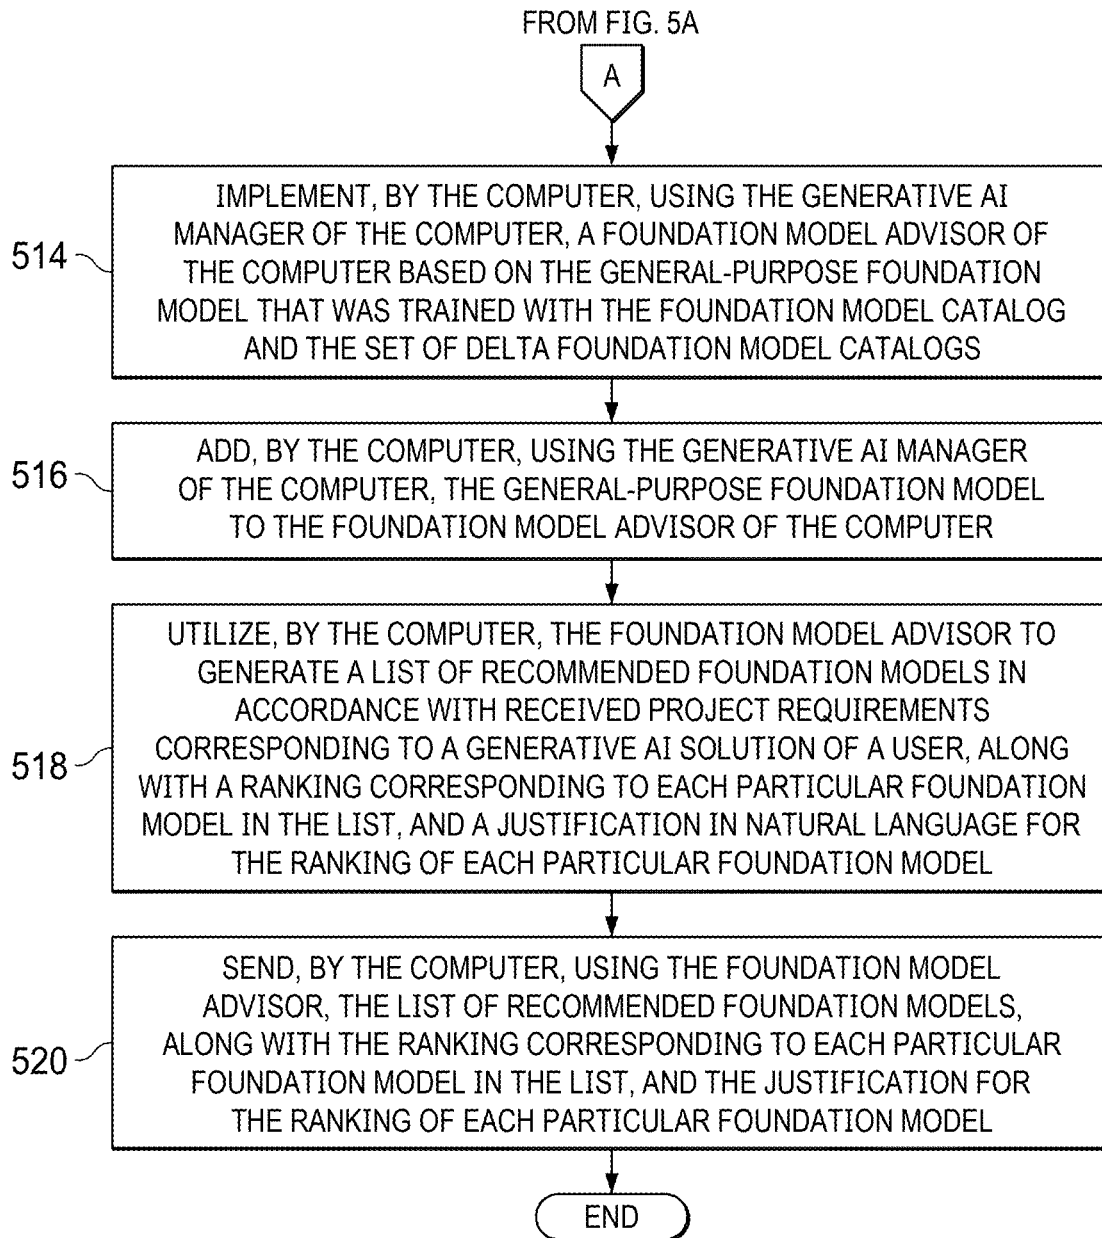 FROM FIG. 5A
A
514
IMPLEMENT, BY THE COMPUTER, USING THE GENERATIVE AI
MANAGER OF THE COMPUTER, A FOUNDATION MODEL ADVISOR OF
THE COMPUTER BASED ON THE GENERAL-PURPOSE FOUNDATION
MODEL THAT WAS TRAINED WITH THE FOUNDATION MODEL CATALOG
AND THE SET OF DELTA FOUNDATION MODEL CATALOGS
516
ADD, BY THE COMPUTER, USING THE GENERATIVE AI MANAGER
OF THE COMPUTER, THE GENERAL-PURPOSE FOUNDATION MODEL
TO THE FOUNDATION MODEL ADVISOR OF THE COMPUTER
518
UTILIZE, BY THE COMPUTER, THE FOUNDATION MODEL ADVISOR TO
GENERATE A LIST OF RECOMMENDED FOUNDATION MODELS IN
ACCORDANCE WITH RECEIVED PROJECT REQUIREMENTS
CORRESPONDING TO A GENERATIVE AI SOLUTION OF A USER, ALONG
WITH A RANKING CORRESPONDING TO EACH PARTICULAR FOUNDATION
MODEL IN THE LIST, AND A JUSTIFICATION IN NATURAL LANGUAGE FOR
THE RANKING OF EACH PARTICULAR FOUNDATION MODEL
520
SEND, BY THE COMPUTER, USING THE FOUNDATION MODEL
ADVISOR, THE LIST OF RECOMMENDED FOUNDATION MODELS,
ALONG WITH THE RANKING CORRESPONDING TO EACH PARTICULAR
FOUNDATION MODEL IN THE LIST, AND THE JUSTIFICATION FOR
THE RANKING OF EACH PARTICULAR FOUNDATION MODEL
END